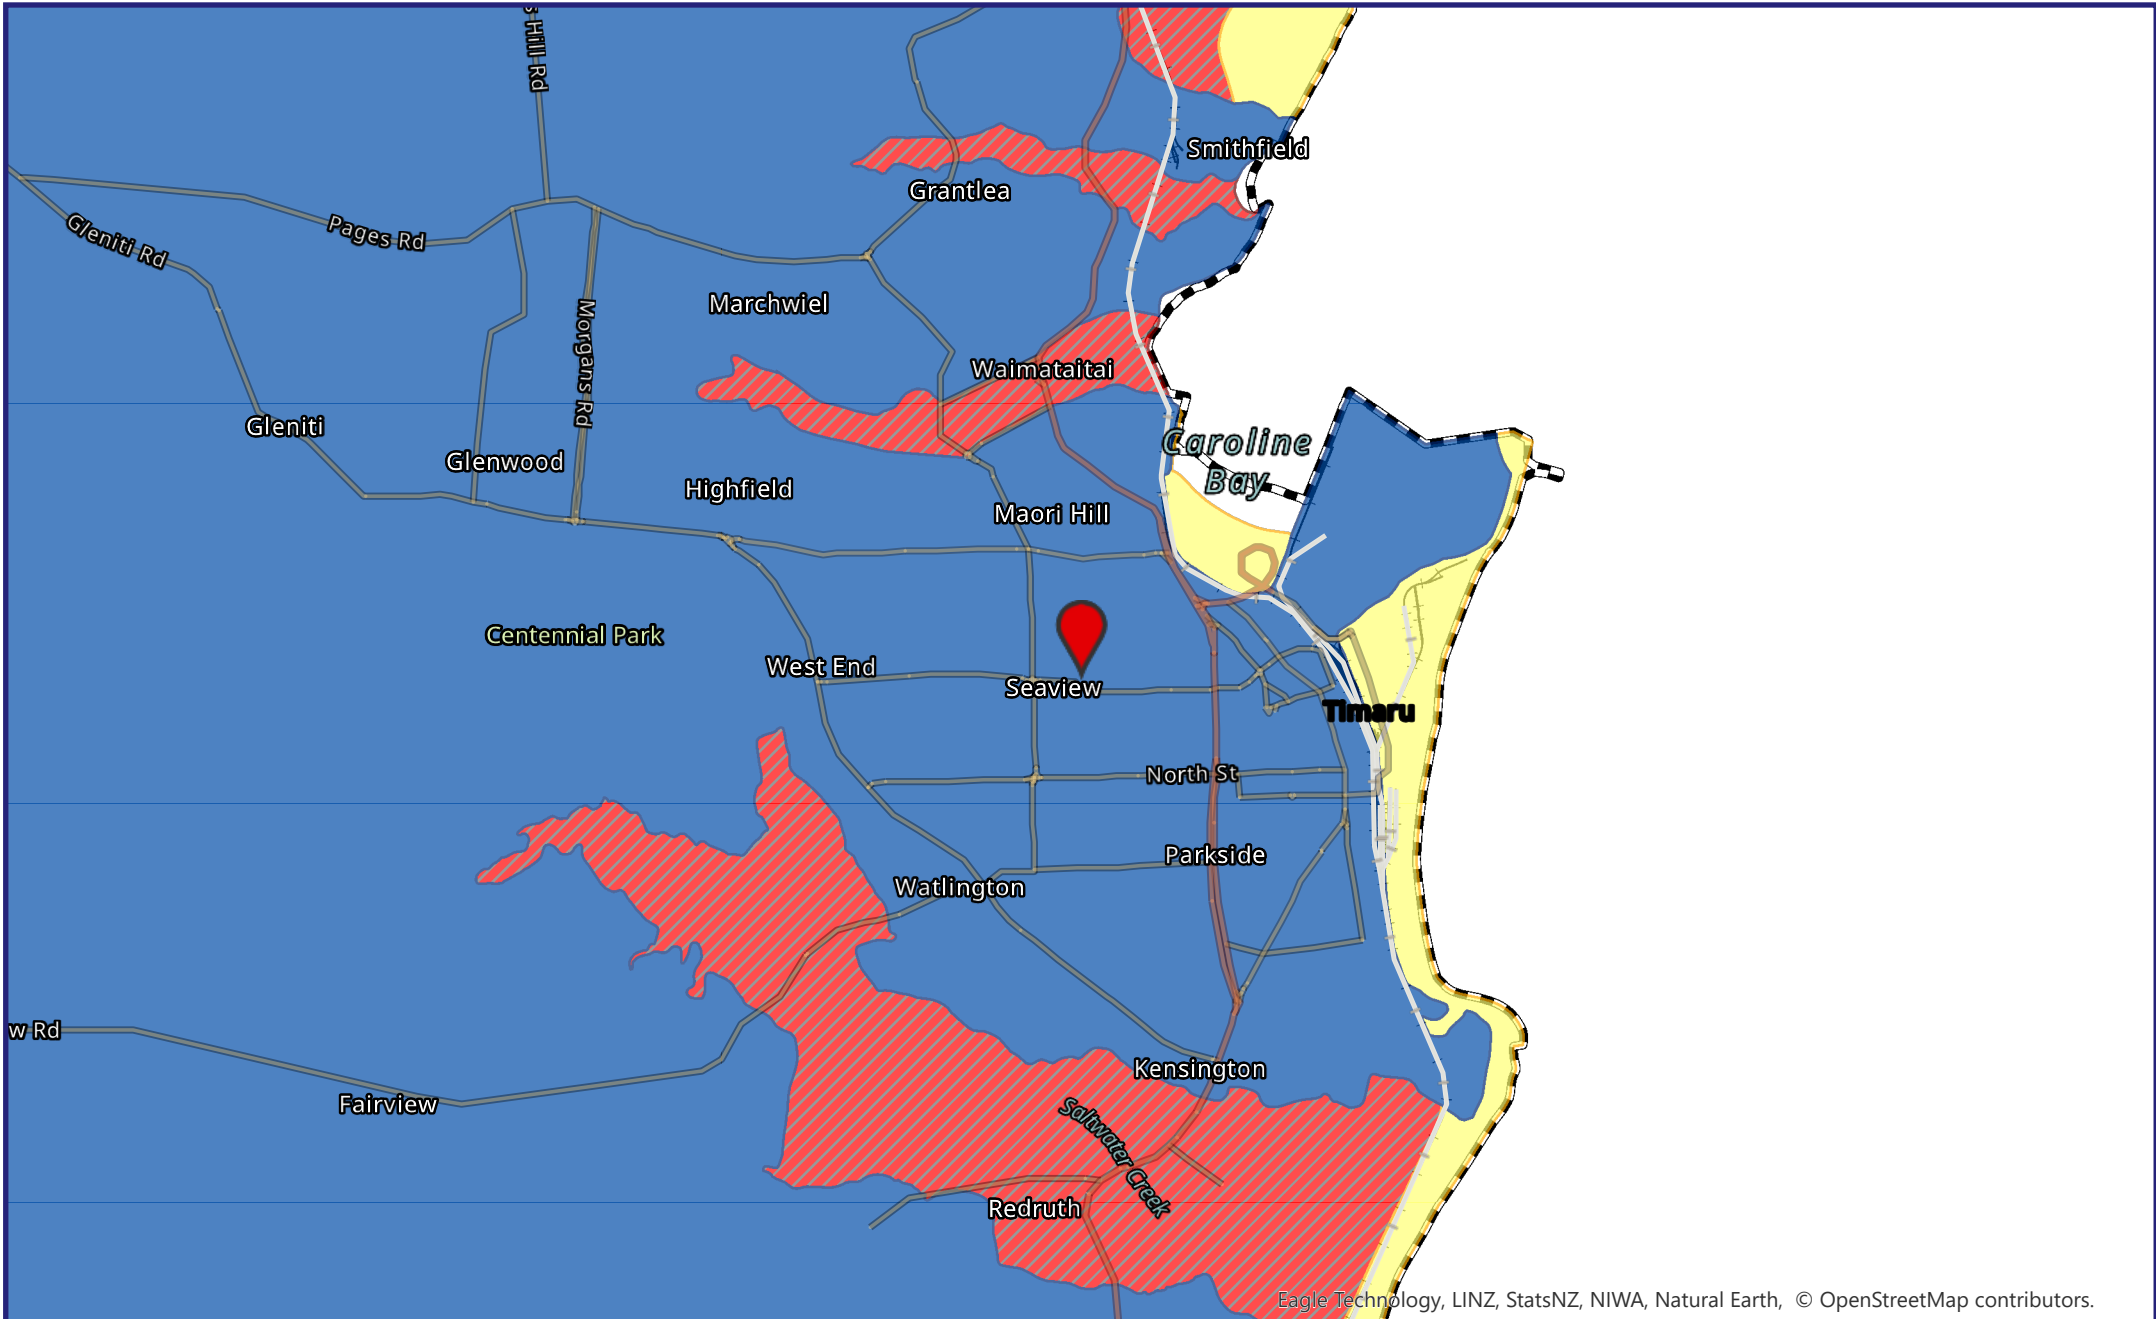 s Hill Rd
Smithfield
Grantlea
Gleniti Rd
Pages Rd
Marchwiel
Morgans Rd
Waimataitai
Gleniti
Caroline
Bay
Glenwood
Highfield
Maori Hill
Centennial Park
West End
Seaview
Timaru
North St
Parkside
Watlington
w Rd
Kensington
Fairview
Saltwater Creek
Redruth
Eagle Technology, LINZ, StatsNZ, NIWA, Natural Earth, © OpenStreetMap contributors.